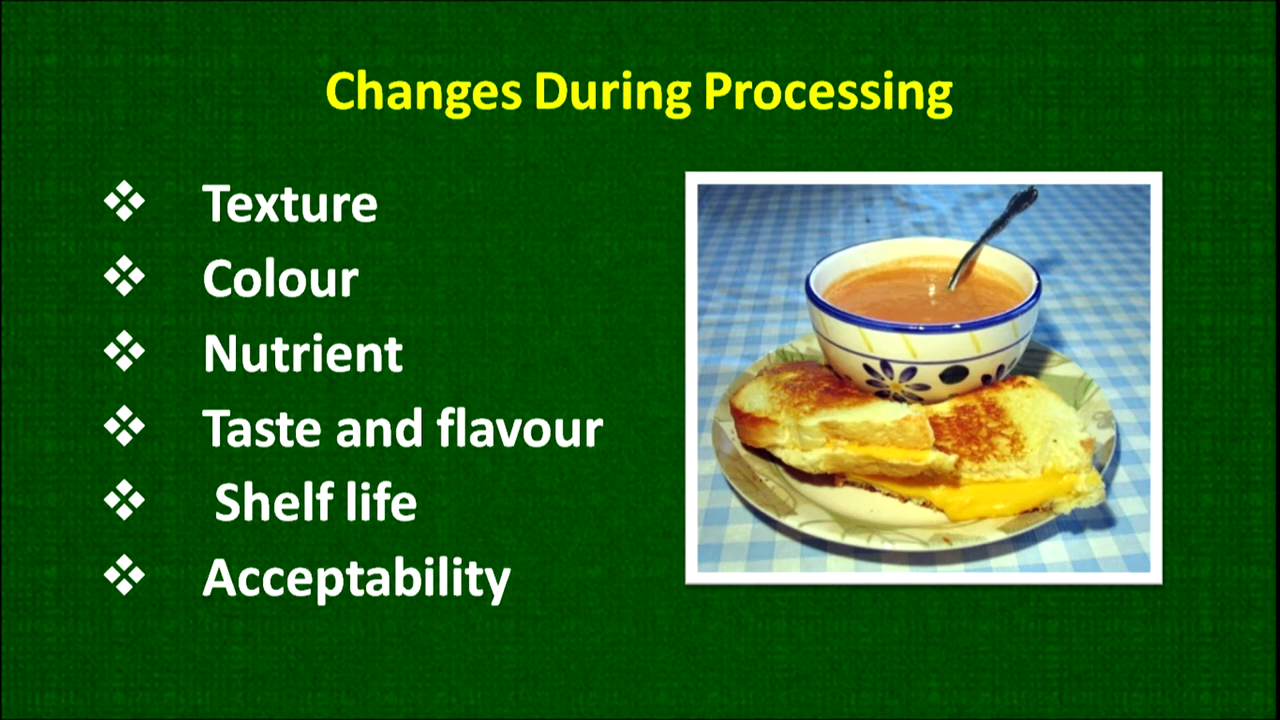 Changes During Processing
❖ Texture
❖ Colour
❖ Nutrient
❖ Taste and flavour
❖ Shelf life
❖ Acceptability